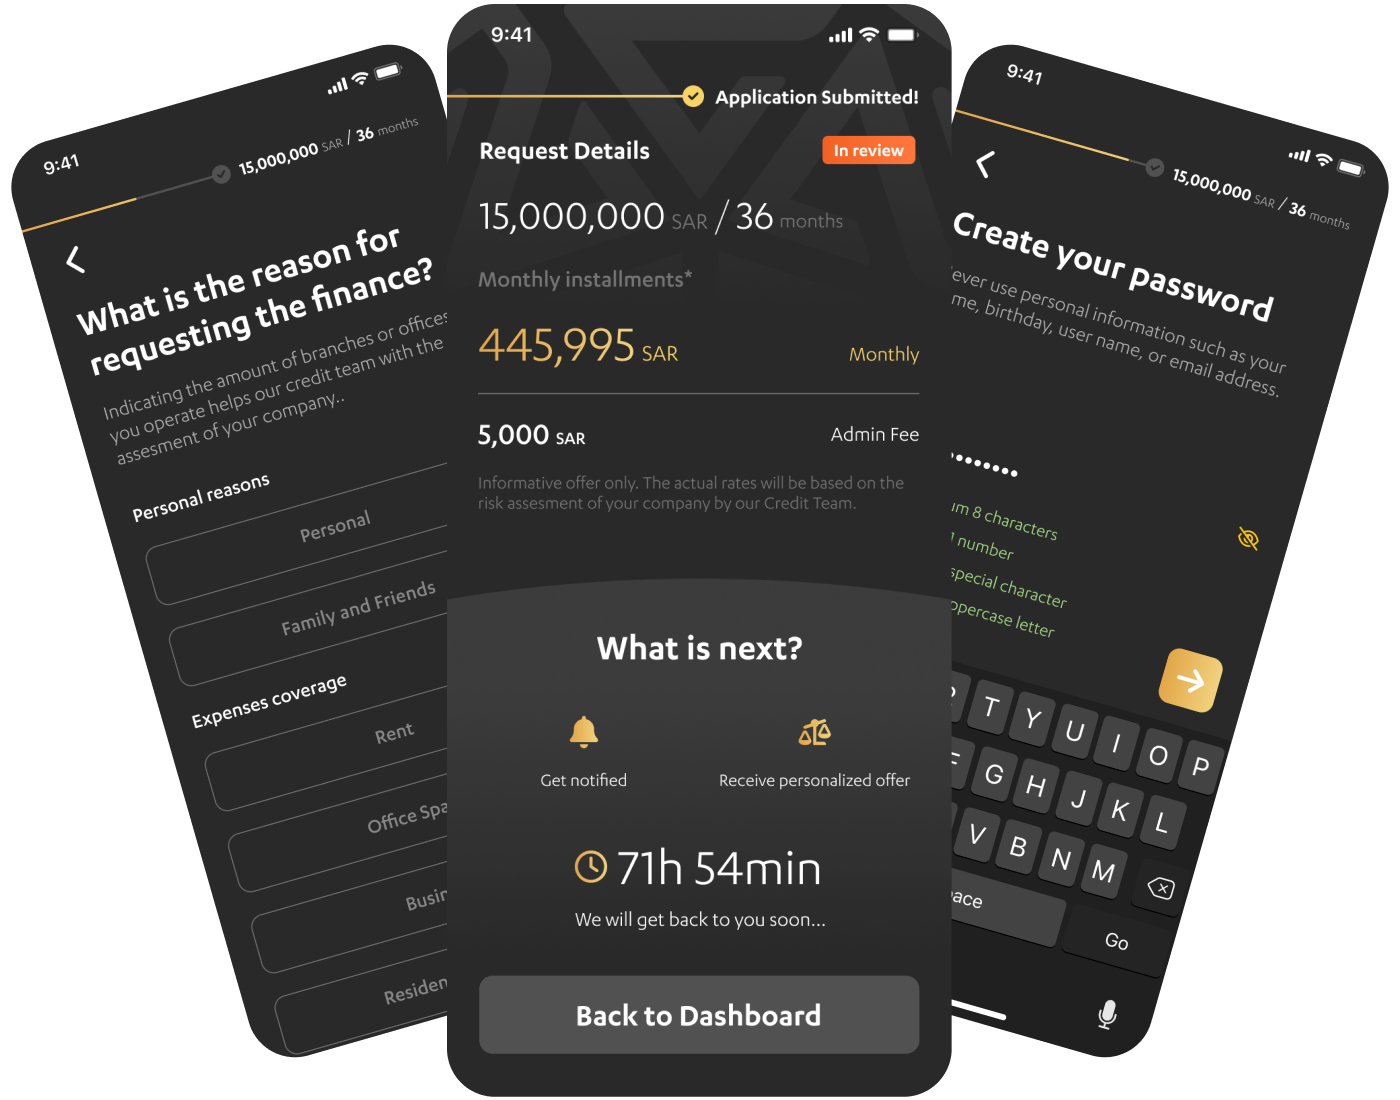 9:41
15,000,000 SAR / 36 months
What is the reason for
requesting the finance?
Indicating the amount of branches or offices
you operate helps our credit team with the
assesment of your company..
Personal reasons
Personal
Family and Friends
Expenses coverage
Rent
Office Spa
Busin
Residen
9:41
Application Submitted!
Request Details
In review
15,000,000 SAR / 36 months
Monthly installments*
445,995 SAR
Monthly
5,000 SAR
Admin Fee
Informative offer only. The actual rates will be based on the
risk assesment of your company by our Credit Team.
What is next?
Get notified
Receive personalized offer
71h 54min
We will get back to you soon...
Back to Dashboard
9:41
15,000,000 SAR / 36 months
Create your password
ever use personal information such as your
me, birthday, user name, or email address.
um 8 characters
1 number
special character
ppercase letter
T Y U I O P
G H J K L
V B N M
ace
Go